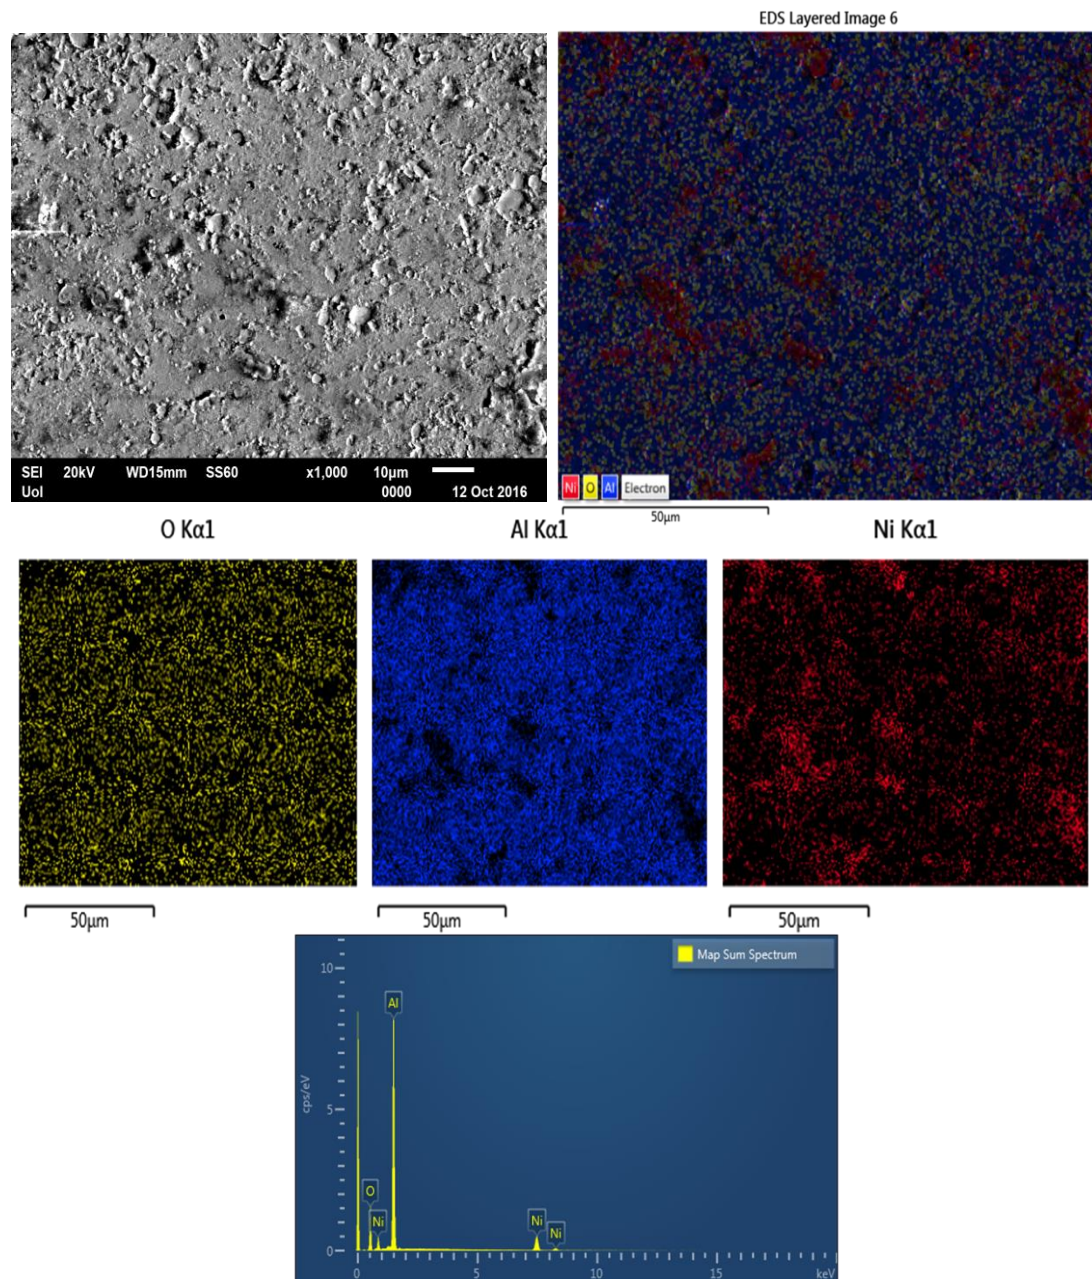 EDS Layered Image 6
SEI 20kV WD15mm SS60 x1,000 10µm
UoI 0000 12 Oct 2016
Ni O Al Electron
50µm
O Kα1 Al Kα1 Ni Kα1
50µm 50µm 50µm
Map Sum Spectrum
10
Al
cps/eV
5
O
Ni Ni Ni
0
0 5 10 15 keV